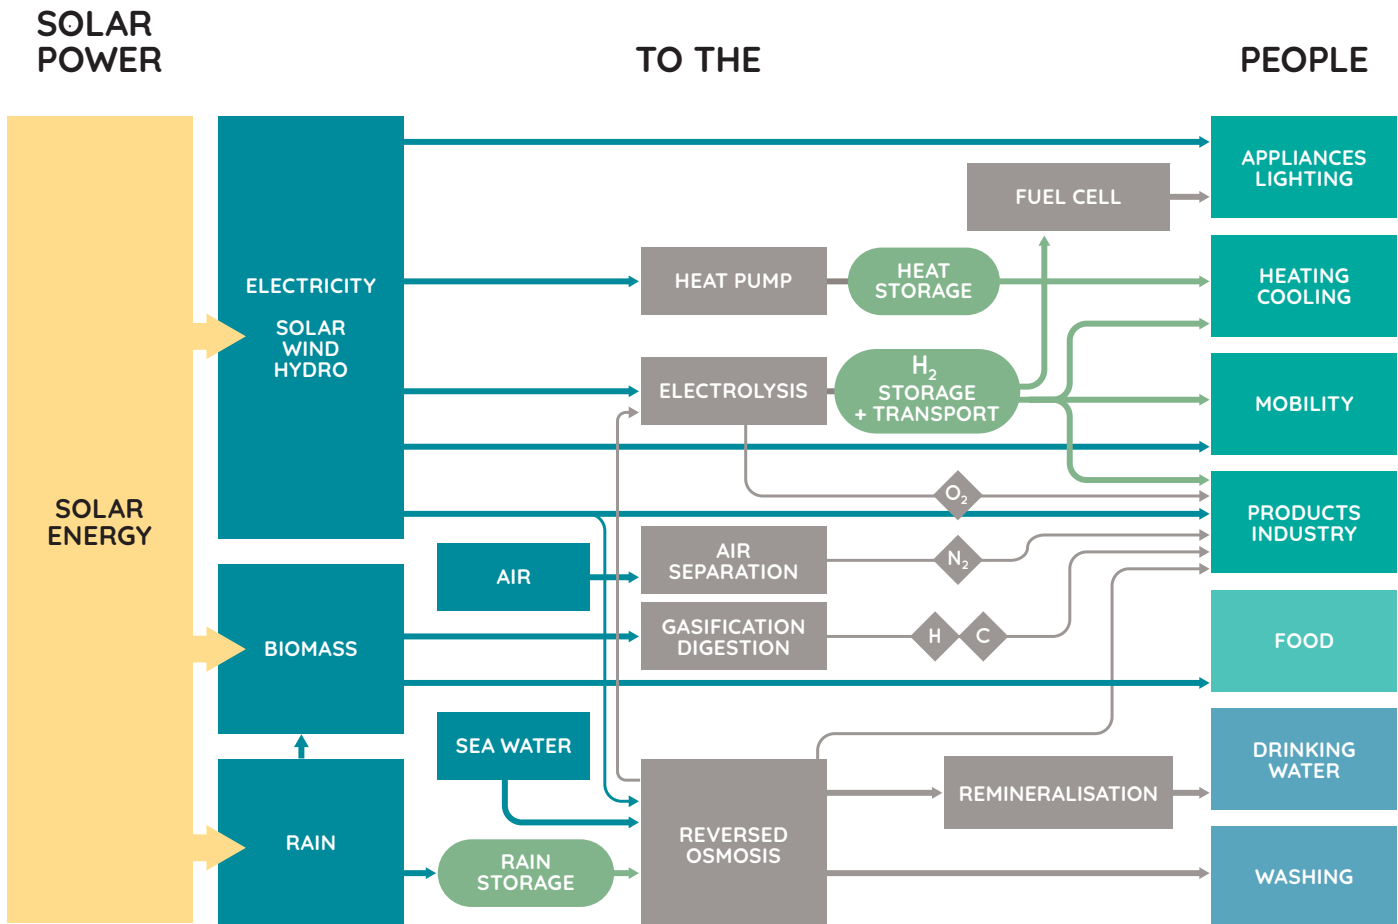 SOLAR
POWER
TO THE
PEOPLE
SOLAR
ENERGY
ELECTRICITY
SOLAR
WIND
HYDRO
BIOMASS
RAIN
AIR
SEA WATER
RAIN
STORAGE
HEAT PUMP
ELECTROLYSIS
AIR
SEPARATION
GASIFICATION
DIGESTION
REVERSED
OSMOSIS
HEAT
STORAGE
H₂
STORAGE
+ TRANSPORT
FUEL CELL
O₂
N₂
H
C
REMINERALISATION
APPLIANCES
LIGHTING
HEATING
COOLING
MOBILITY
PRODUCTS
INDUSTRY
FOOD
DRINKING
WATER
WASHING